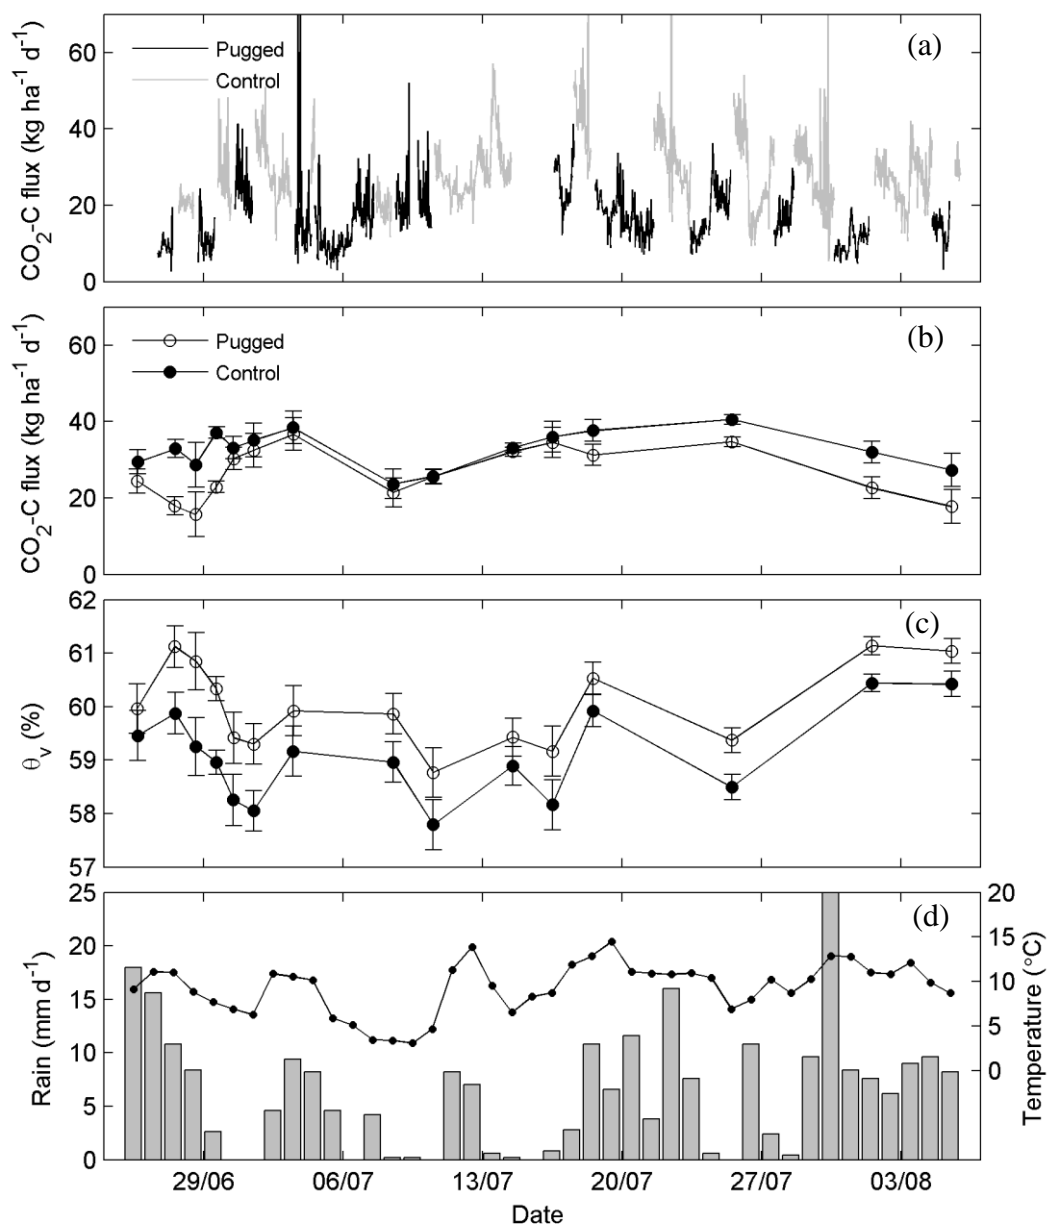 (a)
Pugged
Control
CO2-C flux (kg ha-1 d-1)
60
40
20
0
(b)
Pugged
Control
CO2-C flux (kg ha-1 d-1)
60
40
20
0
(c)
θv (%)
62
61
60
59
58
57
(d)
Rain (mm d-1)
25
20
15
10
5
0
20
15
10
5
0
Temperature (°C)
29/06 06/07 13/07 20/07 27/07 03/08
Date